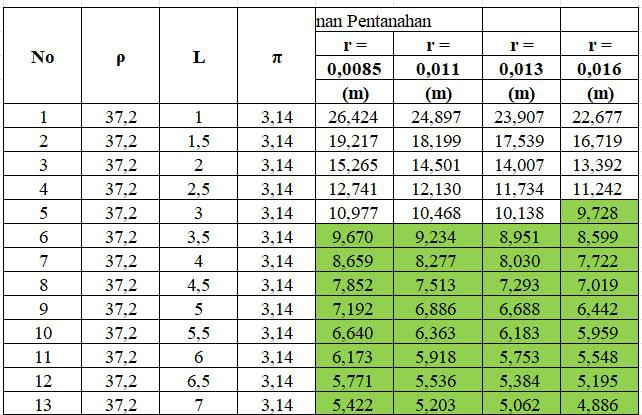 nan Pentanahan
No ρ L π r = r = r = r =
0,0085 0,011 0,013 0,016
(m) (m) (m) (m)
1 37,2 1 3,14 26,424 24,897 23,907 22,677
2 37,2 1,5 3,14 19,217 18,199 17,539 16,719
3 37,2 2 3,14 15,265 14,501 14,007 13,392
4 37,2 2,5 3,14 12,741 12,130 11,734 11,242
5 37,2 3 3,14 10,977 10,468 10,138 9,728
6 37,2 3,5 3,14 9,670 9,234 8,951 8,599
7 37,2 4 3,14 8,659 8,277 8,030 7,722
8 37,2 4,5 3,14 7,852 7,513 7,293 7,019
9 37,2 5 3,14 7,192 6,886 6,688 6,442
10 37,2 5,5 3,14 6,640 6,363 6,183 5,959
11 37,2 6 3,14 6,173 5,918 5,753 5,548
12 37,2 6,5 3,14 5,771 5,536 5,384 5,195
13 37,2 7 3,14 5,422 5,203 5,062 4,886